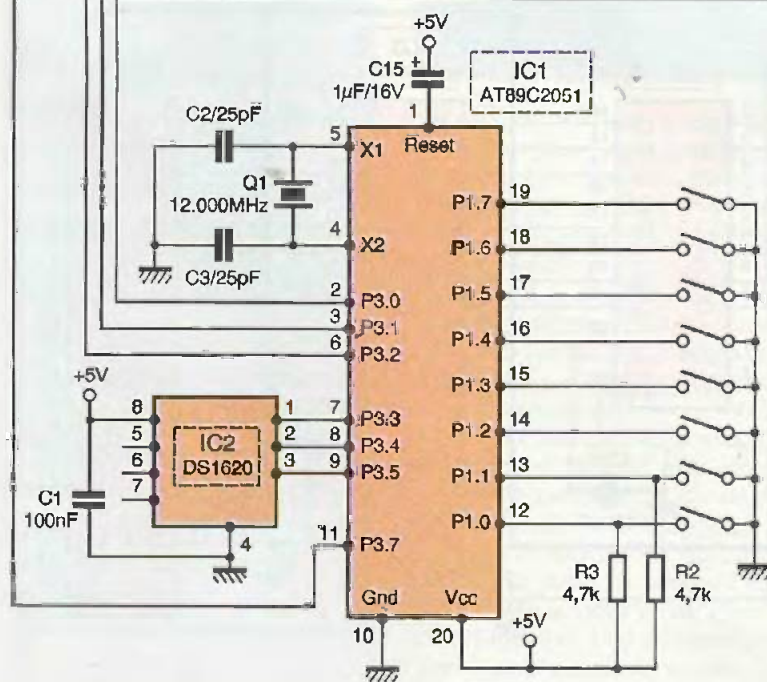 +5V
C15
+
1µF/16V
IC1
AT89C2051
C2/25pF
1
5
X1
Reset
Q1
12.000MHz
4
X2
C3/25pF
P1.7
19
P1.6
18
2
P3.0
P1.5
17
3
P3.1
P1.4
16
6
P3.2
P1.3
15
+5V
8
1
7
P3.3
P1.2
14
5
IC2
2
8
P3.4
6
DS1620
3
9
P3.5
P1.1
13
7
C1
100nF
4
P1.0
12
11
P3.7
R3
4,7k
R2
4,7k
Gnd
Vcc
10
20
+5V